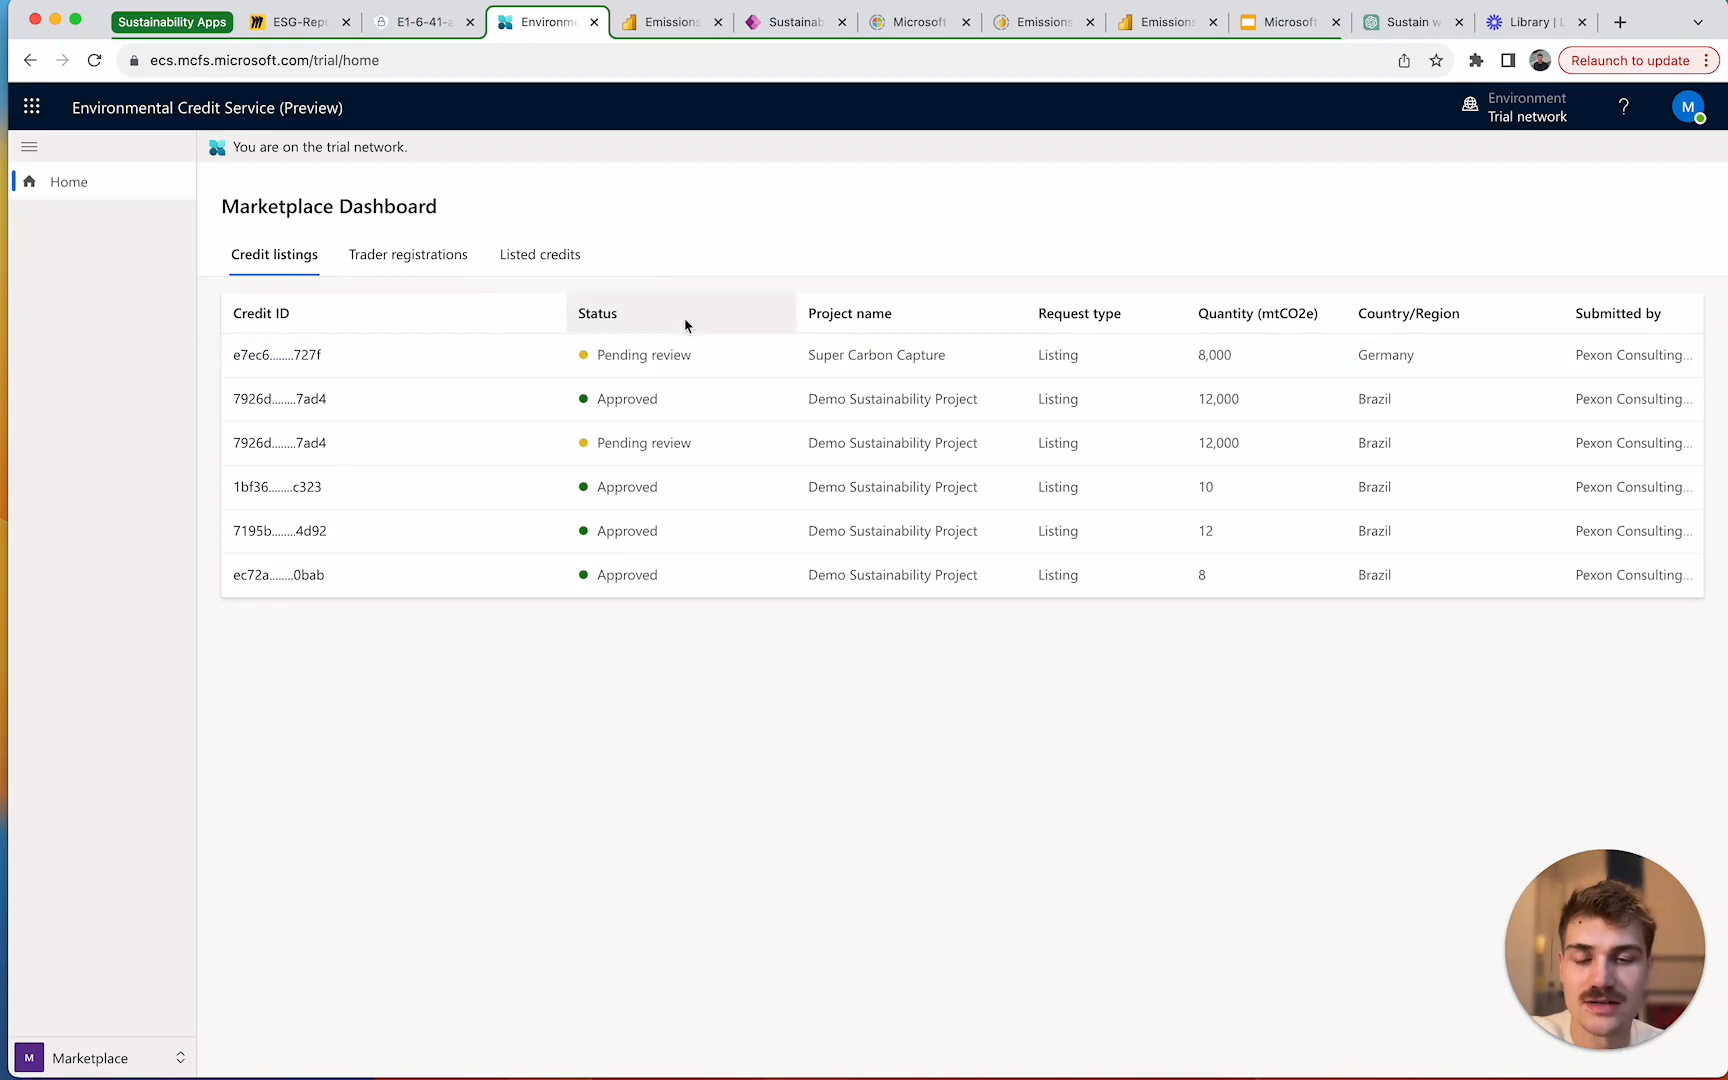 Sustainability Apps ESG-Rep E1-6-41-a Environm Emissions Sustainab Microsoft Emissions Emissions Microsoft Sustain w Library | L
ecs.mcfs.microsoft.com/trial/home Relaunch to update
Environmental Credit Service (Preview) Environment
Trial network ? M
You are on the trial network.
Home
Marketplace Dashboard
Credit listings Trader registrations Listed credits
Credit ID Status Project name Request type Quantity (mtCO2e) Country/Region Submitted by
e7ec6........727f Pending review Super Carbon Capture Listing 8,000 Germany Pexon Consulting...
7926d........7ad4 Approved Demo Sustainability Project Listing 12,000 Brazil Pexon Consulting...
7926d........7ad4 Pending review Demo Sustainability Project Listing 12,000 Brazil Pexon Consulting...
1bf36........c323 Approved Demo Sustainability Project Listing 10 Brazil Pexon Consulting...
7195b........4d92 Approved Demo Sustainability Project Listing 12 Brazil Pexon Consulting...
ec72a........0bab Approved Demo Sustainability Project Listing 8 Brazil Pexon Consulting...
M Marketplace